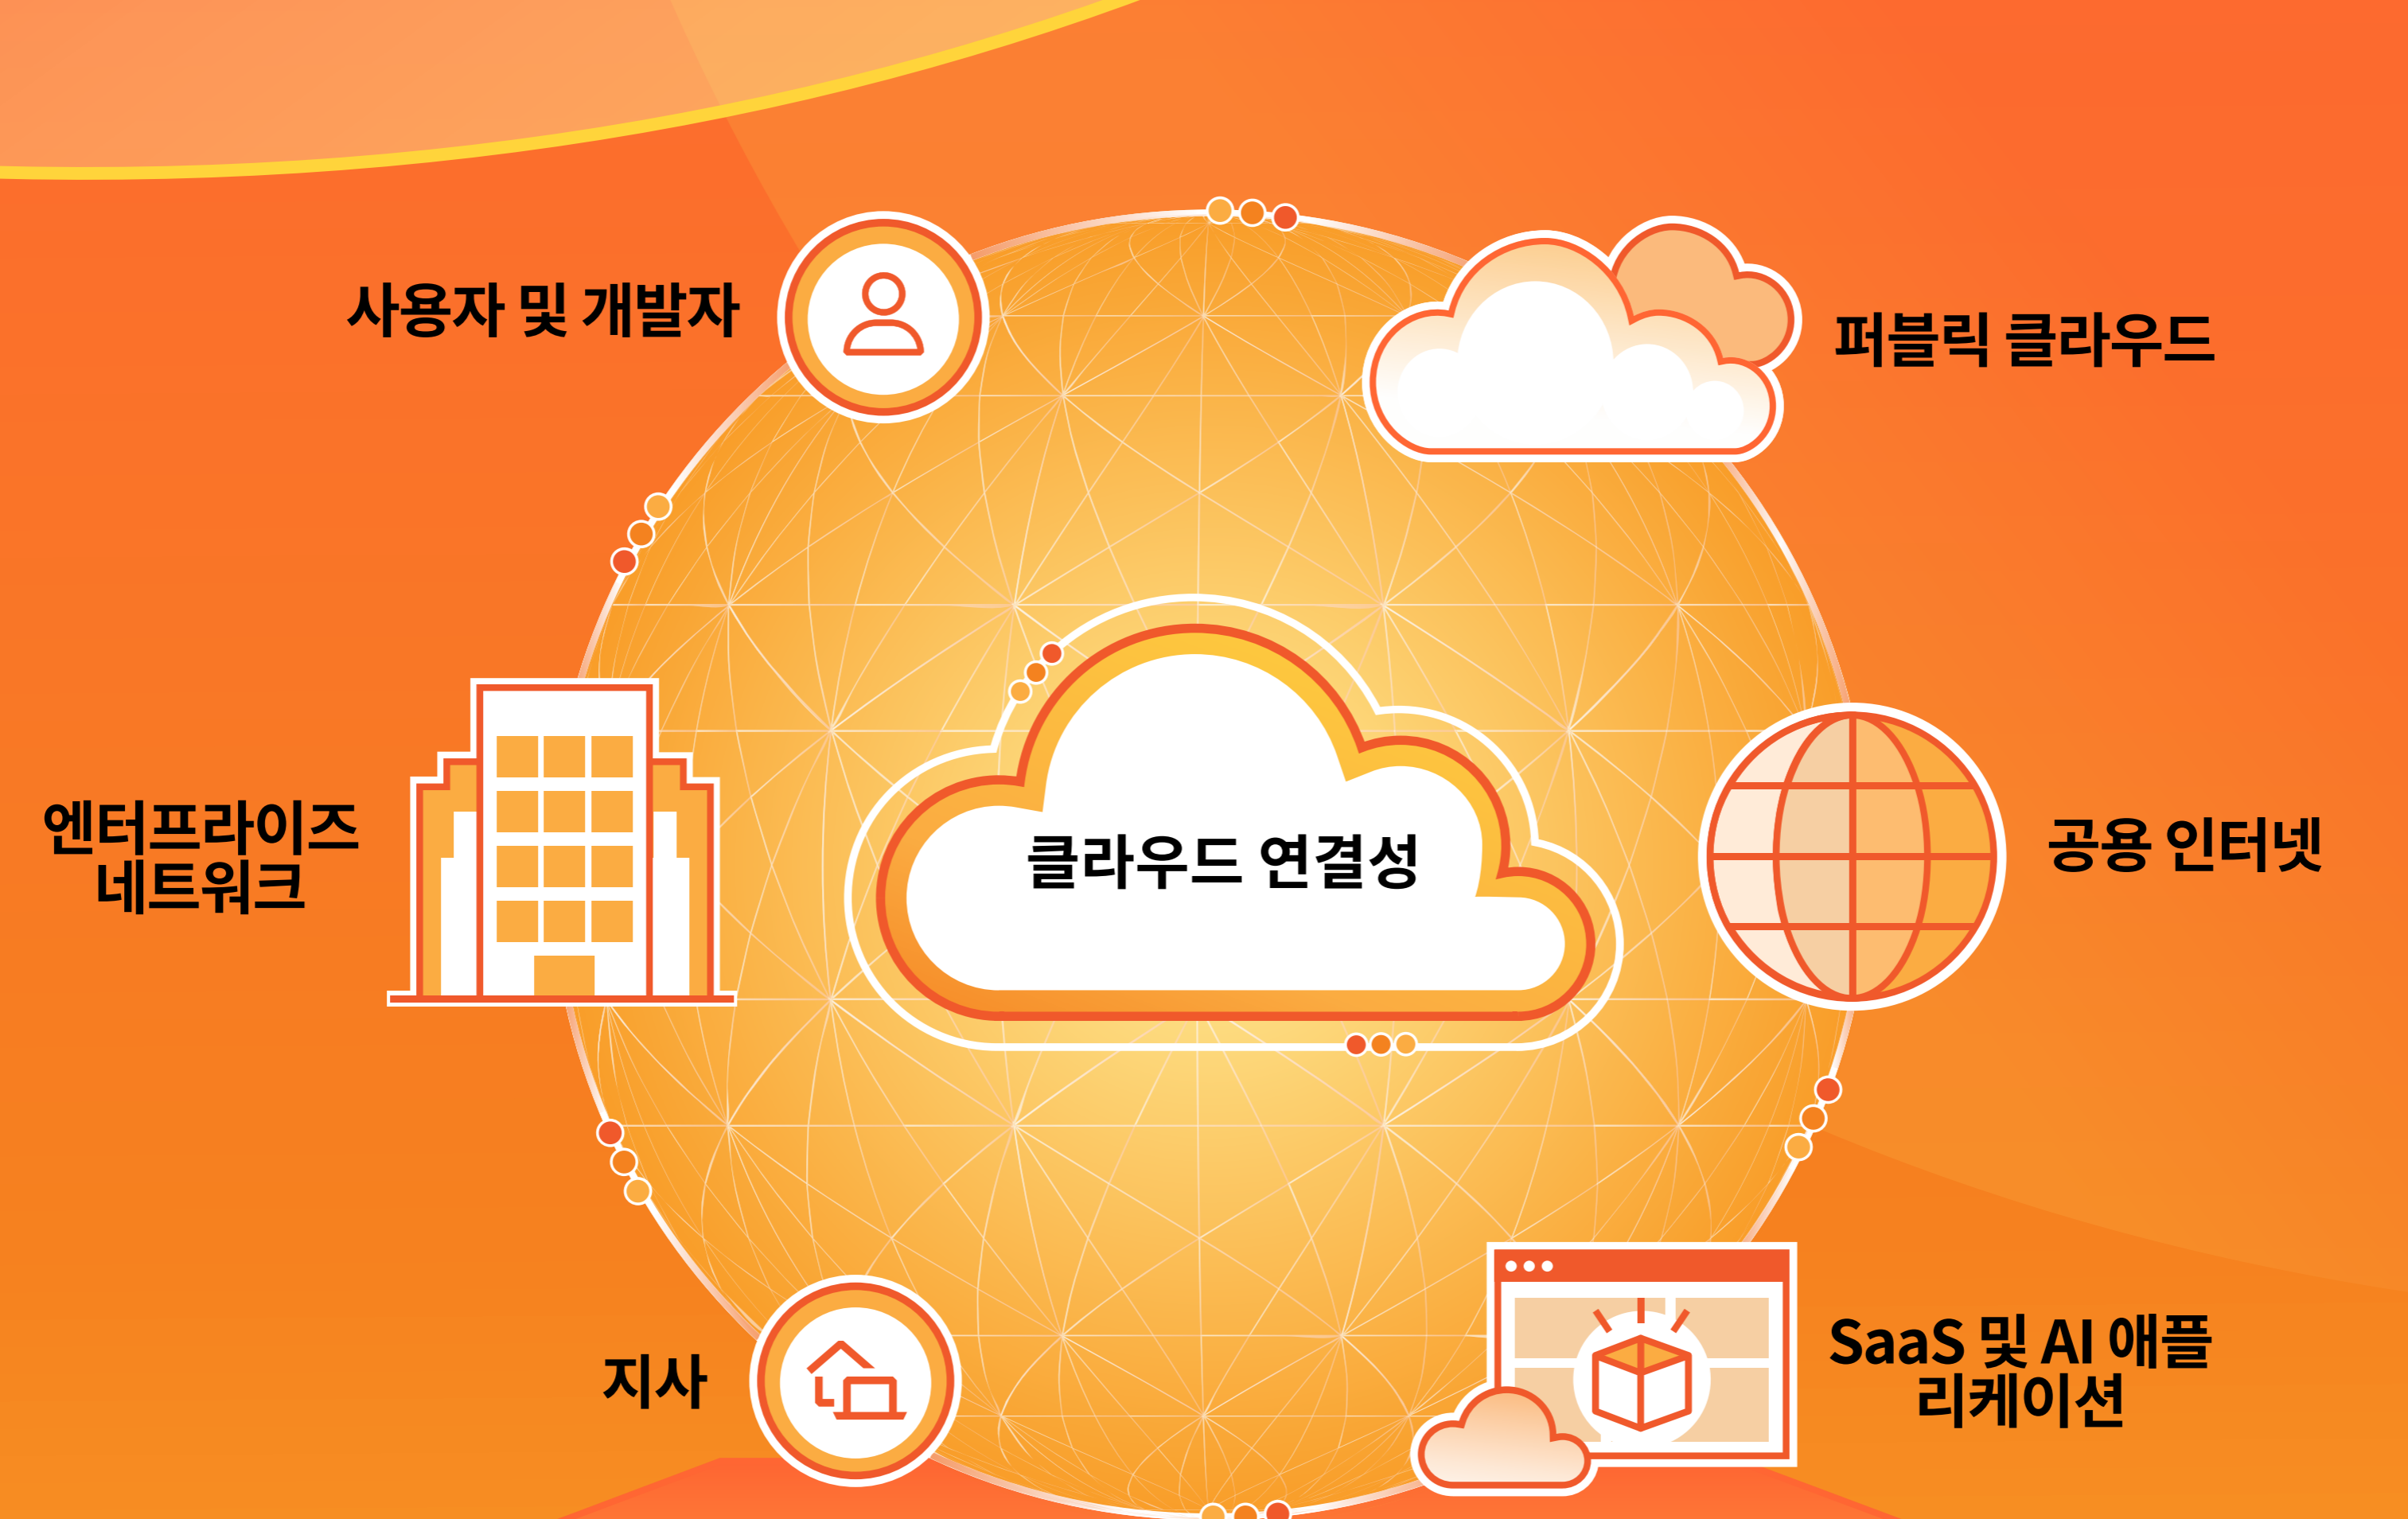 사용자 및 개발자
퍼블릭 클라우드
엔터프라이즈
네트워크
클라우드 연결성
공용 인터넷
지사
SaaS 및 AI 애플
리케이션